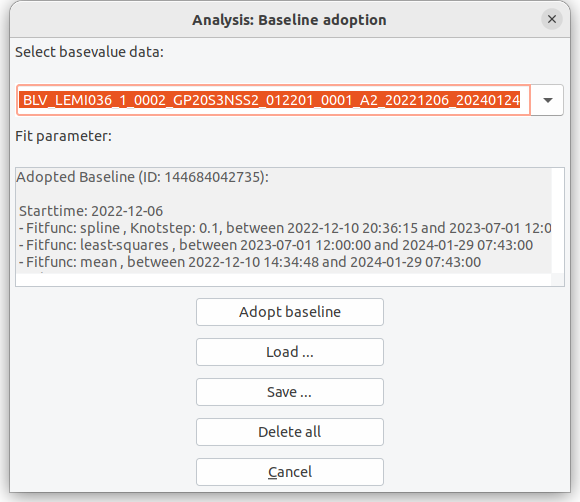 Analysis: Baseline adoption
Select basevalue data:
BLV_LEMI036_1_0002_GP20S3NSS2_012201_0001_A2_20221206_20240124
Fit parameter:
Adopted Baseline (ID: 144684042735):
Starttime: 2022-12-06
- Fitfunc: spline , Knotstep: 0.1, between 2022-12-10 20:36:15 and 2023-07-01 12:0
- Fitfunc: least-squares , between 2023-07-01 12:00:00 and 2024-01-29 07:43:00
- Fitfunc: mean , between 2022-12-10 14:34:48 and 2024-01-29 07:43:00
Adopt baseline
Load ...
Save ...
Delete all
Cancel